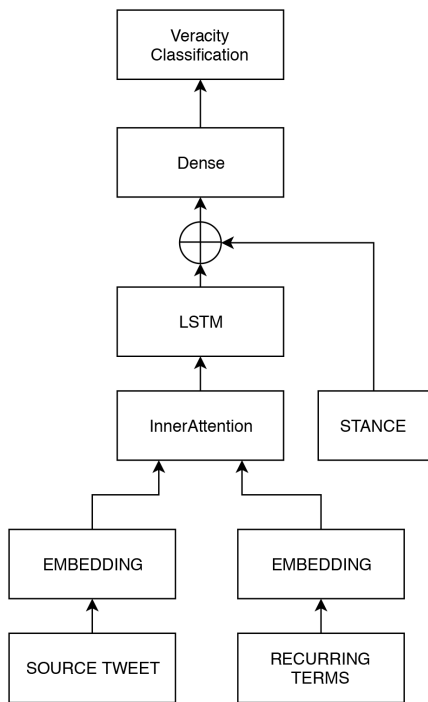 Veracity
Classification
Dense
LSTM
InnerAttention
STANCE
EMBEDDING
EMBEDDING
SOURCE TWEET
RECURRING
TERMS